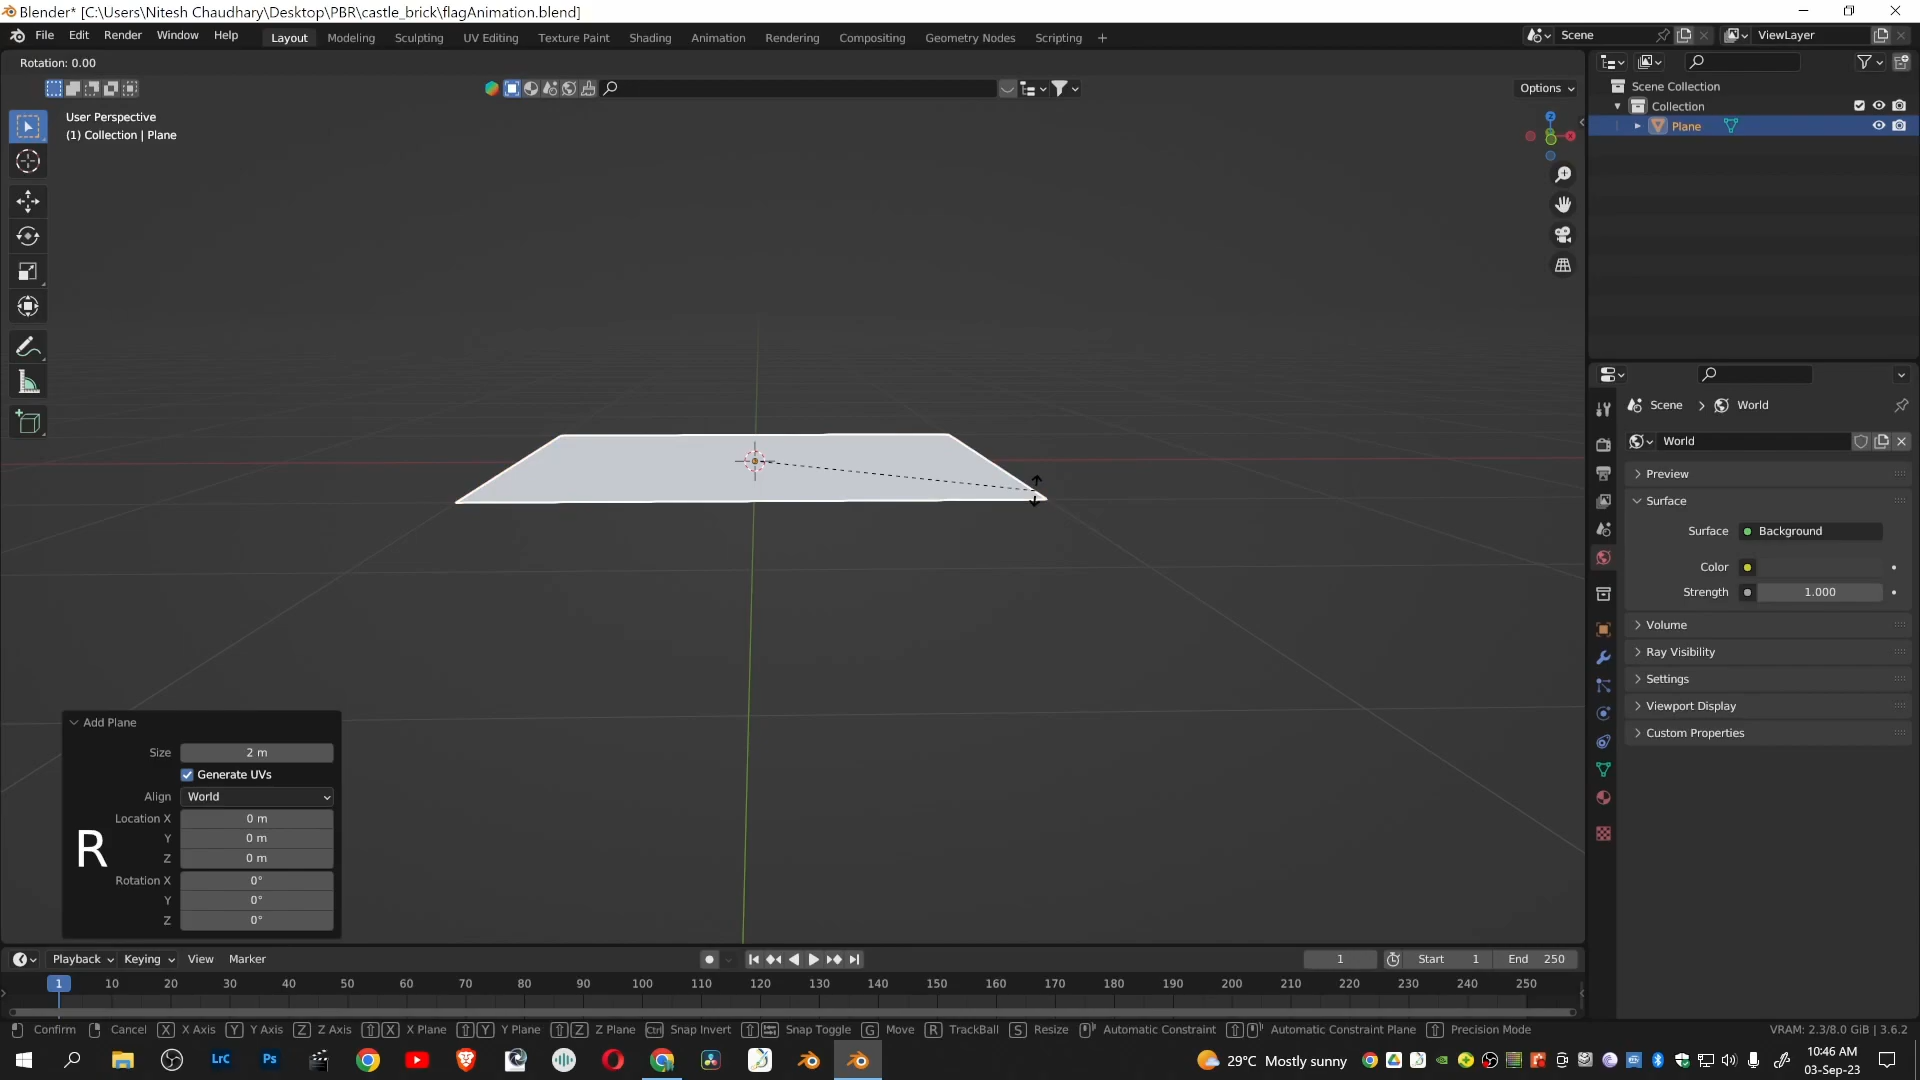 Blender* [C:\Users\Nitesh Chaudhary\Desktop\PBR\castle_brick\flagAnimation.blend]
File Edit Render Window Help Layout Modeling Sculpting UV Editing Texture Paint Shading Animation Rendering Compositing Geometry Nodes Scripting + Scene ViewLayer
Rotation: 0.00
Options
User Perspective
(1) Collection | Plane
Scene Collection
Collection
Plane
Scene > World
World
Preview
Surface
Surface Background
Color
Strength 1.000
Volume
Ray Visibility
Settings
Viewport Display
Custom Properties
Add Plane
Size 2 m
Generate UVs
Align World
Location X 0 m
Y 0 m
Z 0 m
R
Rotation X 0°
Y 0°
Z 0°
Playback Keying View Marker 1 Start 1 End 250
1 10 20 30 40 50 60 70 80 90 100 110 120 130 140 150 160 170 180 190 200 210 220 230 240 250
Confirm Cancel X X Axis Y Y Axis Z Z Axis X X Plane Y Y Plane Z Z Plane Ctrl Snap Invert Snap Toggle G Move R TrackBall S Resize Automatic Constraint Automatic Constraint Plane Precision Mode VRAM: 2.3/8.0 GiB | 3.6.2
LrC Ps 29°C Mostly sunny 10:46 AM
03-Sep-23